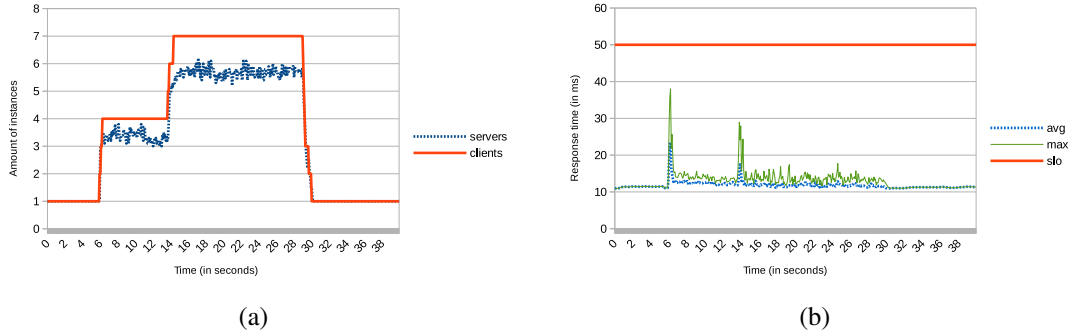 8
7
6
5
4
3
2
1
0
Amount of instances
0 2 4 6 8 10 12 14 16 18 20 22 24 26 28 30 32 34 36 38
Time (in seconds)
servers
clients
(a)
60
50
40
30
20
10
0
Response time (in ms)
0 2 4 6 8 10 12 14 16 18 20 22 24 26 28 30 32 34 36 38
Time (in seconds)
avg
max
slo
(b)